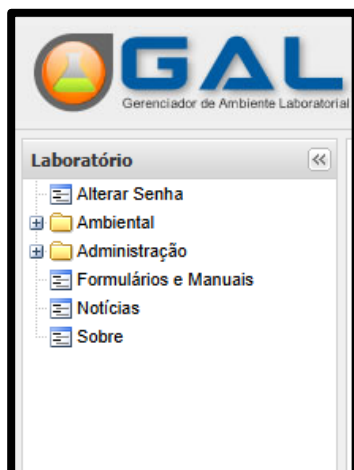 GAL
Gerenciador de Ambiente Laboratorial
Laboratório
Alterar Senha
Ambiental
Administração
Formulários e Manuais
Notícias
Sobre